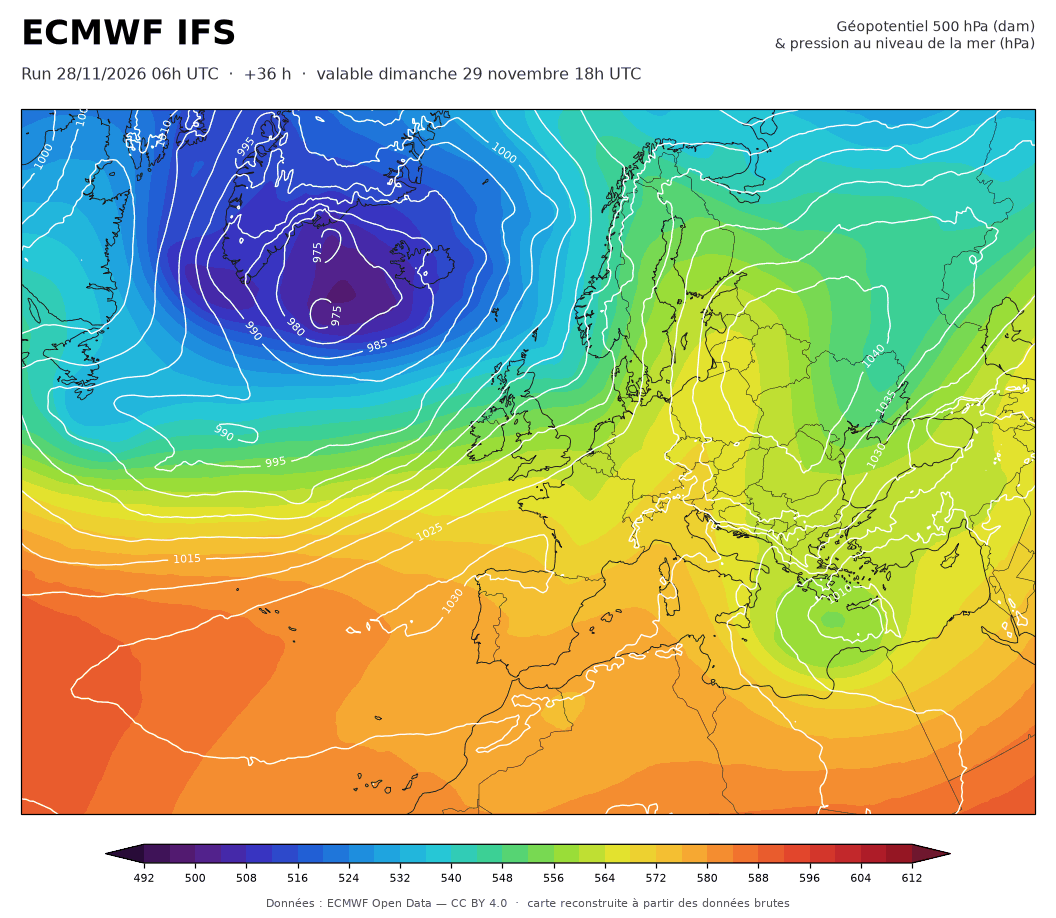 ECMWF IFS
Géopotentiel 500 hPa (dam)
& pression au niveau de la mer (hPa)
Run 28/11/2026 06h UTC · +36 h · valable dimanche 29 novembre 18h UTC
1010
995
1000
1000
975
975
980
990
985
1040
1035
990
1030
995
1025
1015
1030
492 500 508 516 524 532 540 548 556 564 572 580 588 596 604 612
Données : ECMWF Open Data — CC BY 4.0 · carte reconstruite à partir des données brutes